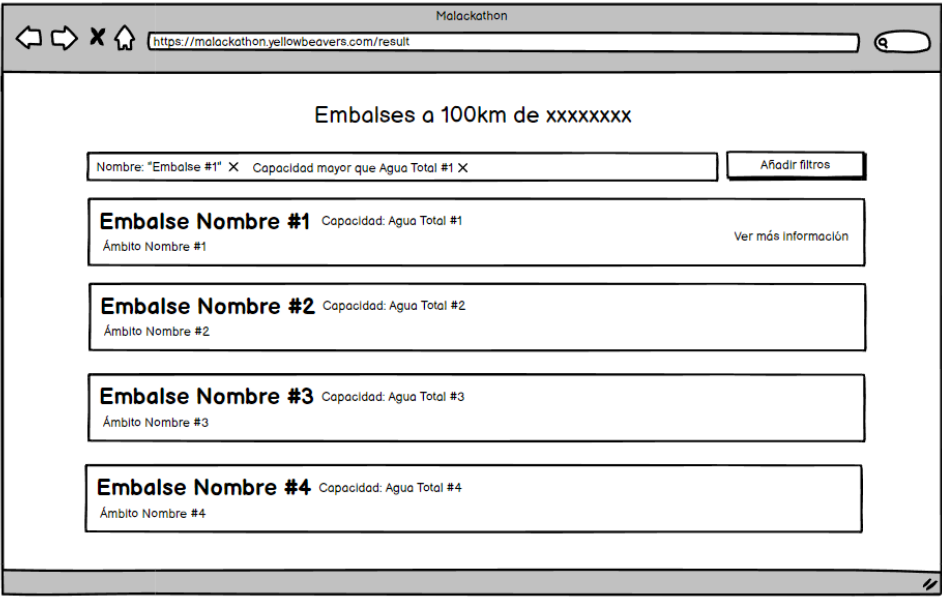 Malackathon
https://malackathon.yellowbeavers.com/result
Embalses a 100km de xxxxxxxx
Nombre: "Embalse #1" X Capacidad mayor que Agua Total #1 X
Añadir filtros
Embalse Nombre #1 Capacidad: Agua Total #1
Ámbito Nombre #1
Ver más información
Embalse Nombre #2 Capacidad: Agua Total #2
Ámbito Nombre #2
Embalse Nombre #3 Capacidad: Agua Total #3
Ámbito Nombre #3
Embalse Nombre #4 Capacidad: Agua Total #4
Ámbito Nombre #4